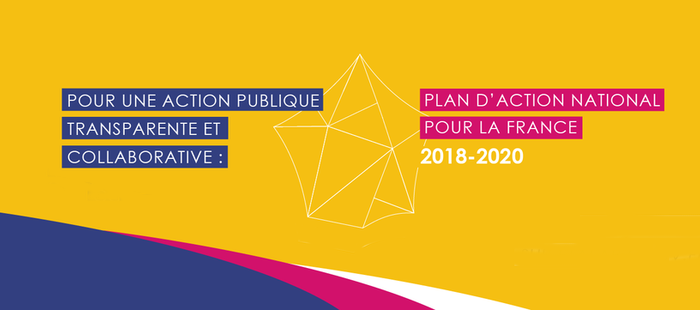 POUR UNE ACTION PUBLIQUE
TRANSPARENTE ET
COLLABORATIVE :
PLAN D'ACTION NATIONAL
POUR LA FRANCE
2018-2020